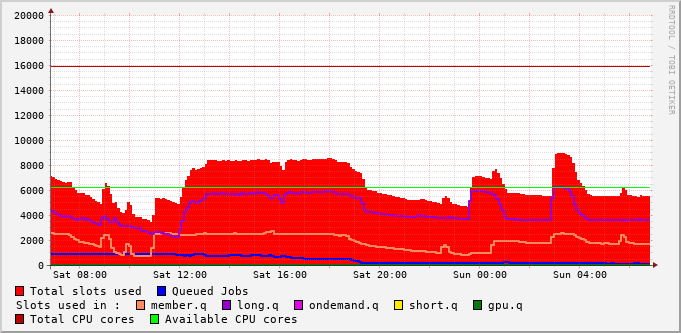 RRDTOOL / TOBI OETIKER
20000
18000
16000
14000
12000
10000
8000
6000
4000
2000
0
Sat 08:00 Sat 12:00 Sat 16:00 Sat 20:00 Sun 00:00 Sun 04:00
Total slots used Queued Jobs
Slots used in : member.q long.q ondemand.q short.q gpu.q
Total CPU cores Available CPU cores